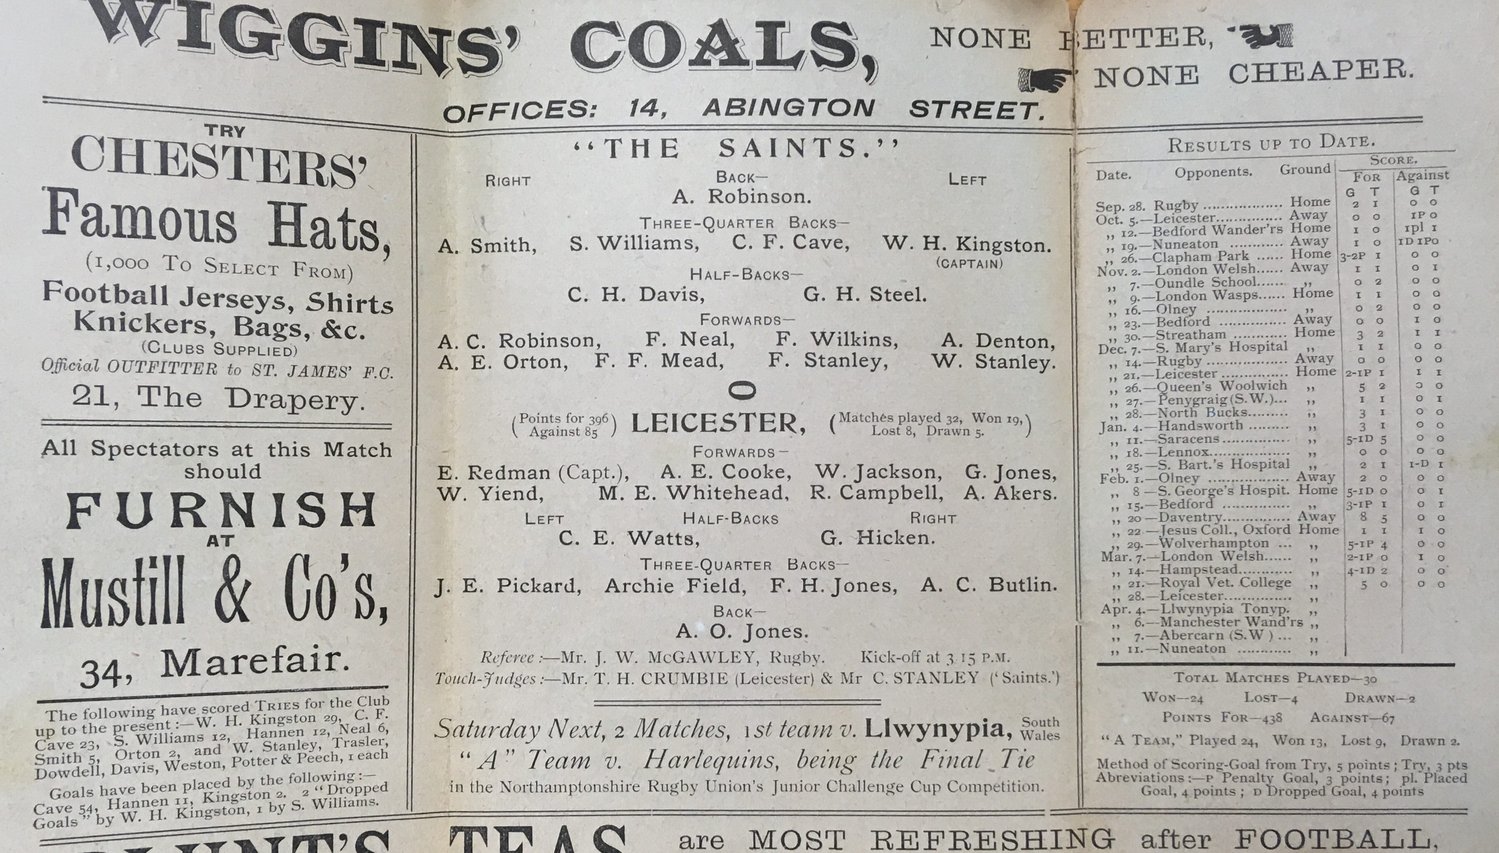 WIGGINS' COALS, NONE BETTER,
NONE CHEAPER.
OFFICES: 14, ABINGTON STREET.
TRY
CHESTERS'
Famous Hats,
(1,000 TO SELECT FROM)
Football Jerseys, Shirts
Knickers, Bags, &c.
(CLUBS SUPPLIED)
Official OUTFITTER to ST. JAMES' F.C.
21, The Drapery.
All Spectators at this Match
should
FURNISH
AT
Mustill & Co's,
34, Marefair.
The following have scored TRIES for the Club
up to the present:—W. H. Kingston 29, C. F.
Cave 23, S. Williams 12, Hannen 12, Neal 6,
Smith 5, Orton 2, and W. Stanley, Trasler,
Dowdell, Davis, Weston, Potter & Peech, 1 each
Goals have been placed by the following:—
Cave 54, Hannen 11, Kingston 2. 2 "Dropped
Goals" by W. H. Kingston, 1 by S. Williams.
"THE SAINTS."
RIGHT BACK— LEFT
A. Robinson.
THREE-QUARTER BACKS—
A. Smith, S. Williams, C. F. Cave, W. H. Kingston.
(CAPTAIN)
HALF-BACKS—
C. H. Davis, G. H. Steel.
FORWARDS—
A. C. Robinson, F. Neal, F. Wilkins, A. Denton,
A. E. Orton, F. F. Mead, F. Stanley, W. Stanley.
O
(Points for 396 Against 85) LEICESTER, (Matches played 32, Won 19, Lost 8, Drawn 5.)
FORWARDS—
E. Redman (Capt.), A. E. Cooke, W. Jackson, G. Jones,
W. Yiend, M. E. Whitehead, R. Campbell, A. Akers.
LEFT HALF-BACKS RIGHT
C. E. Watts, G. Hicken.
THREE-QUARTER BACKS—
J. E. Pickard, Archie Field, F. H. Jones, A. C. Butlin.
BACK—
A. O. Jones.
Referee:—Mr. J. W. McGAWLEY, Rugby. Kick-off at 3 15 P.M.
Touch-Judges:—Mr. T. H. CRUMBIE (Leicester) & Mr C. STANLEY ('Saints.')
Saturday Next, 2 Matches, 1st team v. Llwynypia, South Wales
"A" Team v. Harlequins, being the Final Tie
in the Northamptonshire Rugby Union's Junior Challenge Cup Competition.
RESULTS UP TO DATE.
SCORE.
Date. Opponents. Ground FOR Against
G T G T
Sep. 28. Rugby .................. Home 2 1 0 0
Oct. 5.—Leicester............... Away 0 0 1P 0
,, 12.—Bedford Wander'rs Home 1 0 1pl 1
,, 19.—Nuneaton ............ Away 1 0 1D 1P0
,, 26.—Clapham Park ...... Home 3-2P 1 0 0
Nov. 2.—London Welsh...... Away 1 1 0 1
,, 7.—Oundle School...... ,, 0 2 0 0
,, 9.—London Wasps...... Home 1 1 0 0
,, 16.—Olney .................. ,, 0 2 0 0
,, 23.—Bedford ............... Away 0 0 1 0
,, 30.—Streatham ............ Home 3 2 1 1
Dec. 7.—S. Mary's Hospital ,, 1 1 0 0
,, 14.—Rugby .................. Away 0 0 0 0
,, 21.—Leicester ............... Home 2-1P 1 1 1
,, 26.—Queen's Woolwich ,, 5 2 0 0
,, 27.—Penygraig (S.W.)... ,, 1 1 0 1
,, 28.—North Bucks......... ,, 3 1 0 0
Jan. 4.—Handsworth ......... ,, 3 1 0 0
,, 11.—Saracens............... ,, 5-1D 5 0 0
,, 18.—Lennox.................. ,, 0 0 0 0
,, 25.—S. Bart.'s Hospital ,, 2 1 1-D 1
Feb. 1.—Olney .................. Away 2 0 0 0
,, 8—S. George's Hospit. Home 5-1D 0 0 1
,, 15.—Bedford ............... ,, 3-1P 1 0 0
,, 20—Daventry............... Away 8 5 0 0
,, 22—Jesus Coll., Oxford Home 1 1 1 0
,, 29.—Wolverhampton ... ,, 5-1P 4 0 0
Mar. 7.—London Welsh...... ,, 2-1P 0 1 0
,, 14.—Hampstead............ ,, 4-1D 2 0 0
,, 21.—Royal Vet. College ,, 5 0 0 0
,, 28.—Leicester............... ,,
Apr. 4.—Llwynypia Tonyp. ,,
,, 6.—Manchester Wand'rs ,,
,, 7.—Abercarn (S.W) ... ,,
,, 11.—Nuneaton ............ ,,
TOTAL MATCHES PLAYED—30
WON—24 LOST—4 DRAWN—2
POINTS FOR—438 AGAINST—67
"A TEAM," Played 24, Won 13, Lost 9, Drawn 2.
Method of Scoring-Goal from Try, 5 points; Try, 3 pts
Abreviations:—P Penalty Goal, 3 points; pl. Placed
Goal, 4 points; D Dropped Goal, 4 points
TEAS are MOST REFRESHING after FOOTBALL,